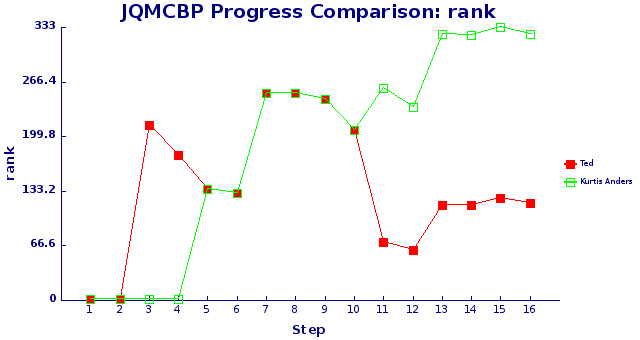 JQMCBP Progress Comparison: rank
333
266.4
199.8
133.2
66.6
0
rank
1 2 3 4 5 6 7 8 9 10 11 12 13 14 15 16
Step
Ted
Kurtis Anders